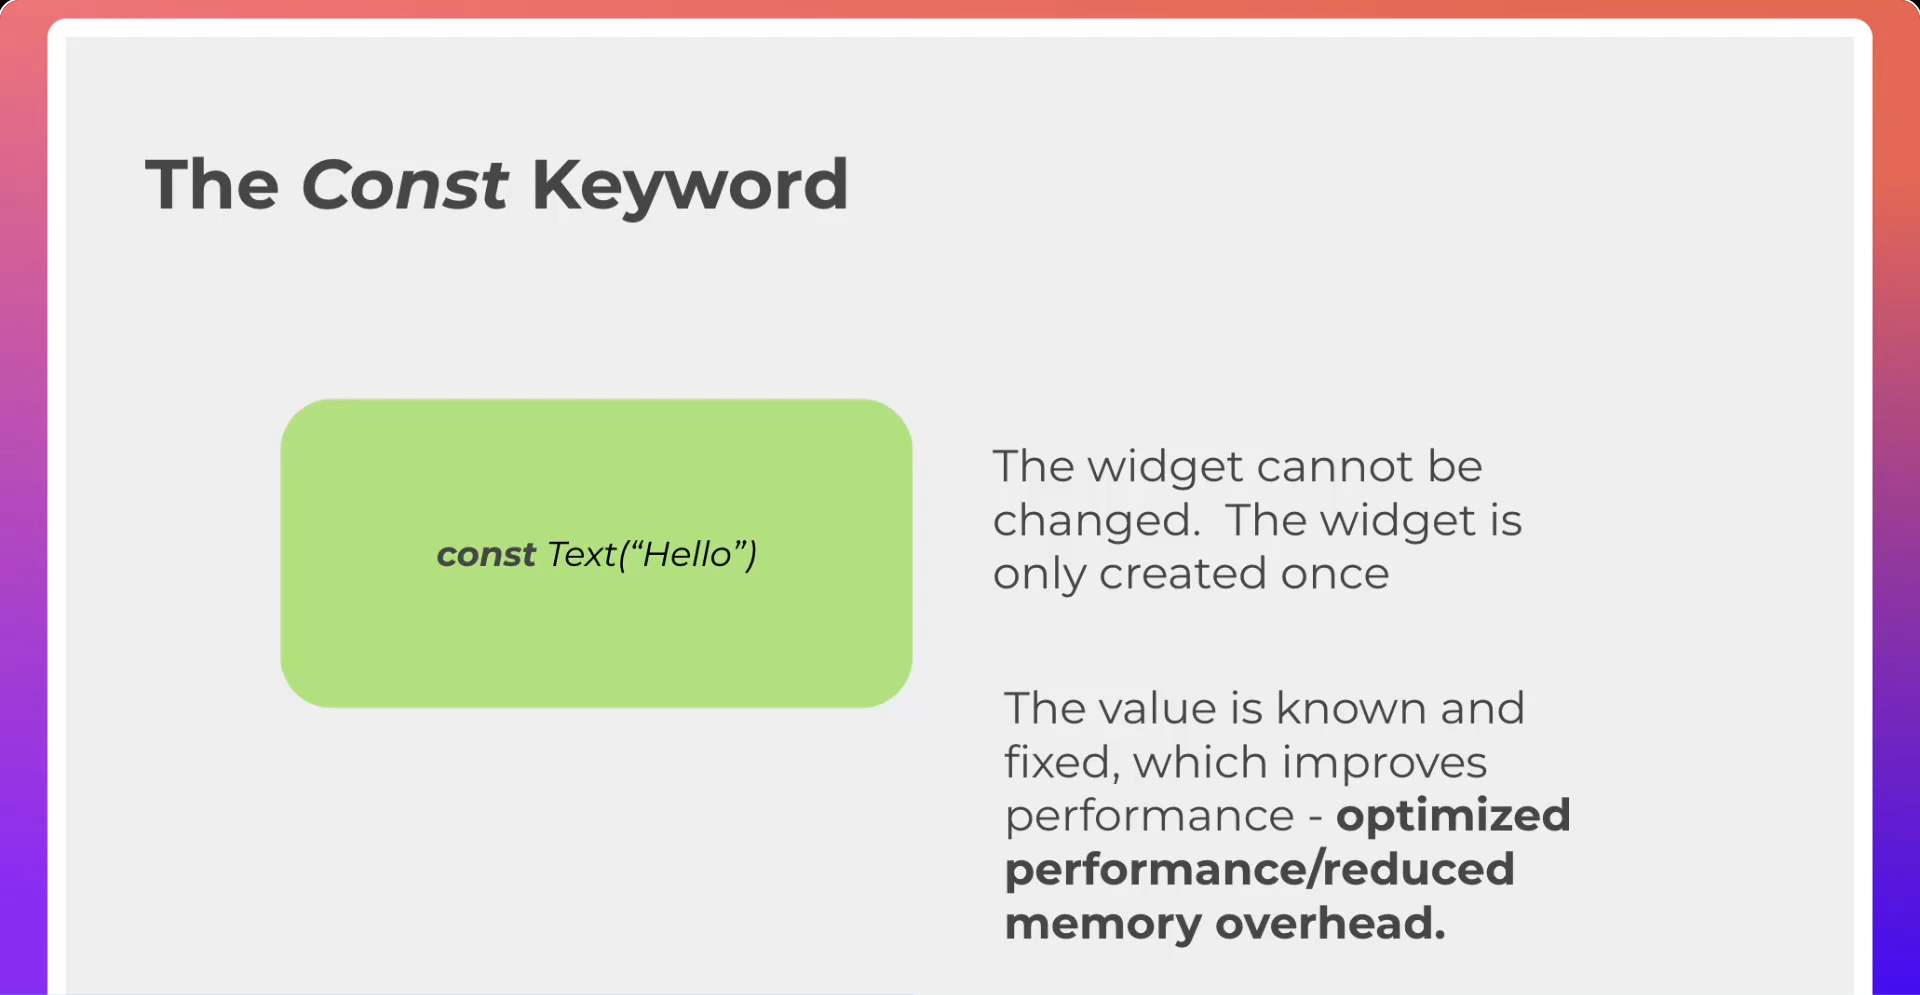 The Const Keyword
const Text(“Hello”)
The widget cannot be
changed.  The widget is
only created once
The value is known and
fixed, which improves
performance - optimized
performance/reduced
memory overhead.